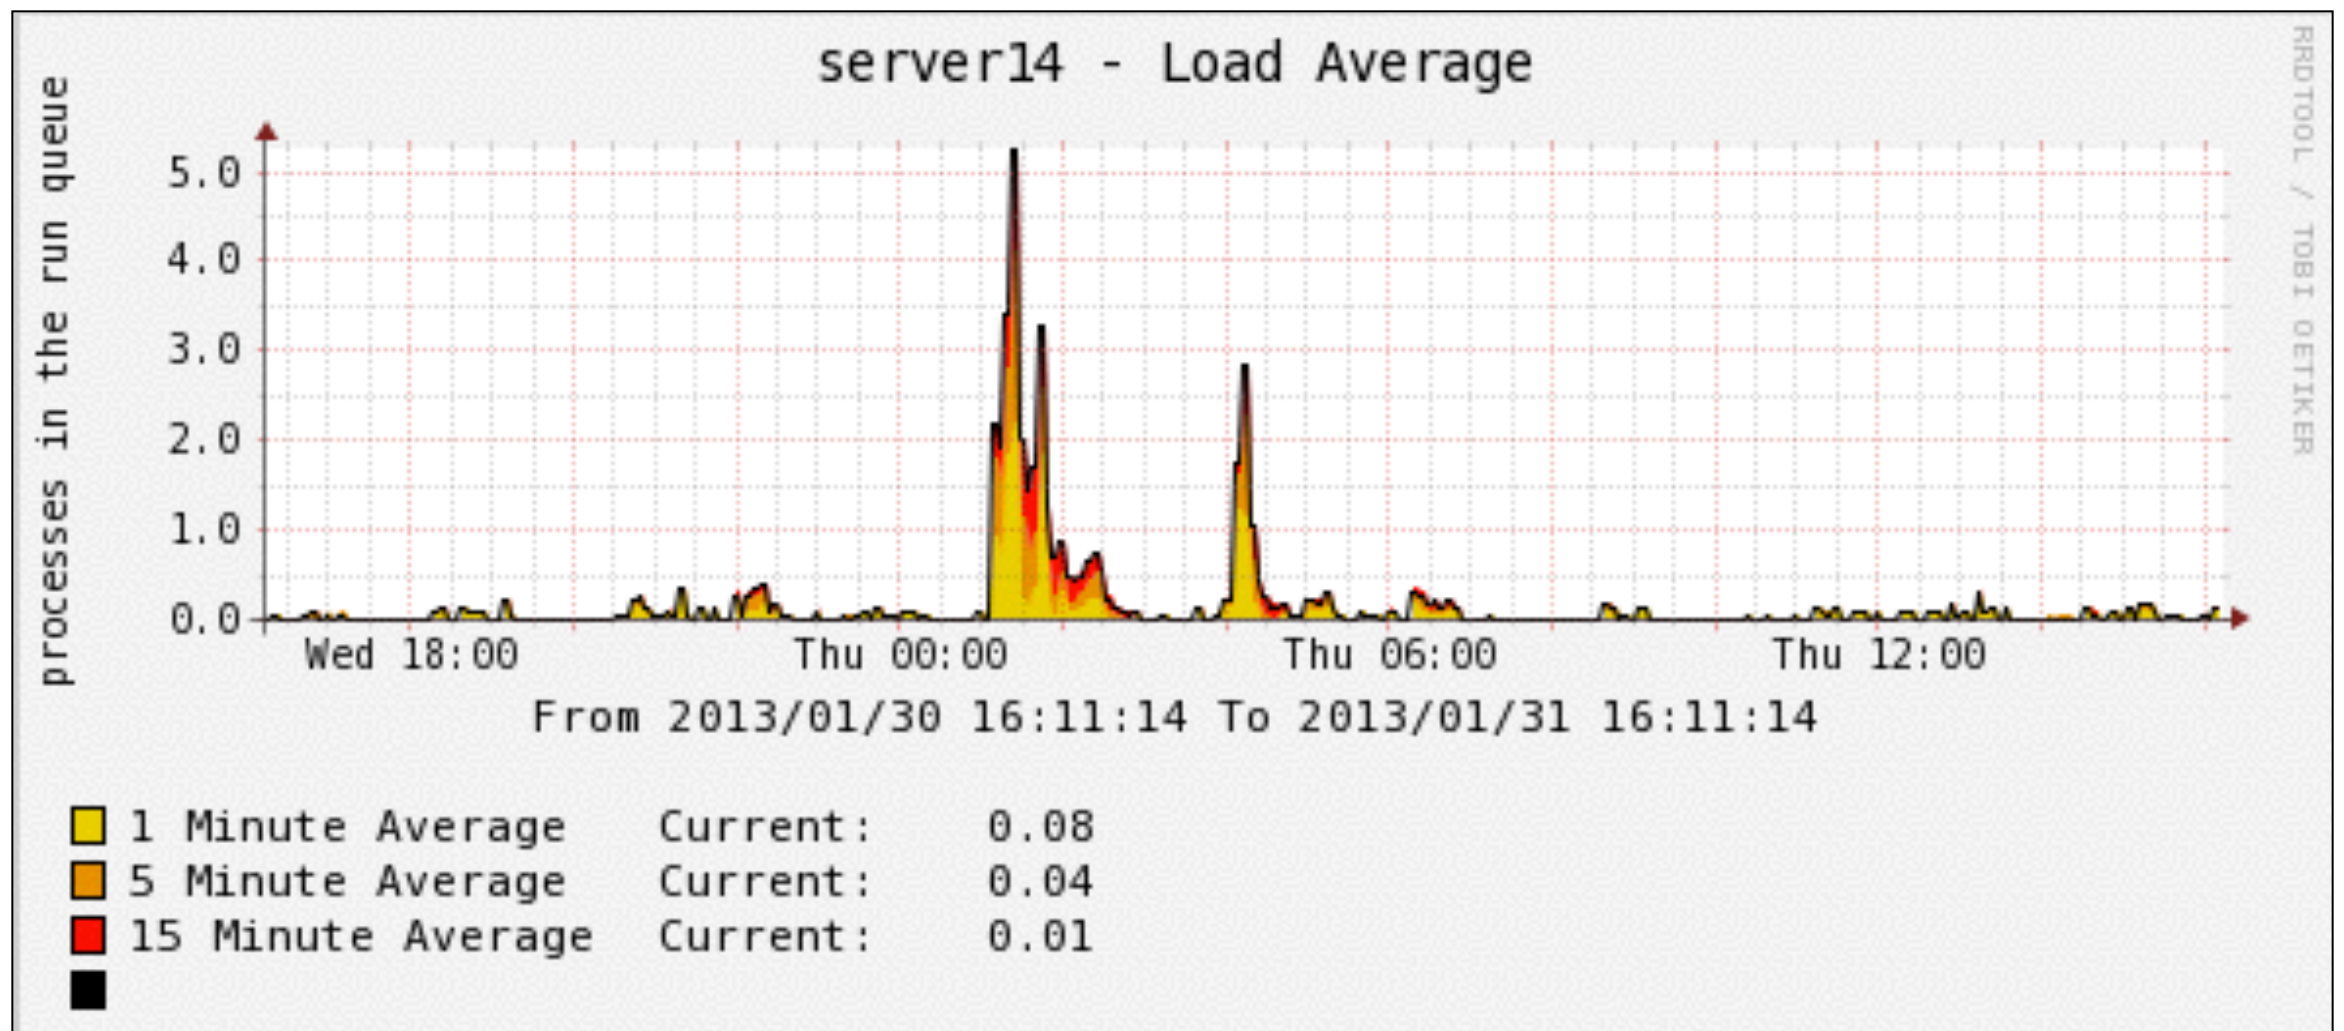 server14 - Load Average
RRDTOOL / TOBI OETIKER
processes in the run queue
5.0
4.0
3.0
2.0
1.0
0.0
Wed 18:00 Thu 00:00 Thu 06:00 Thu 12:00
From 2013/01/30 16:11:14 To 2013/01/31 16:11:14
1 Minute Average Current: 0.08
5 Minute Average Current: 0.04
15 Minute Average Current: 0.01